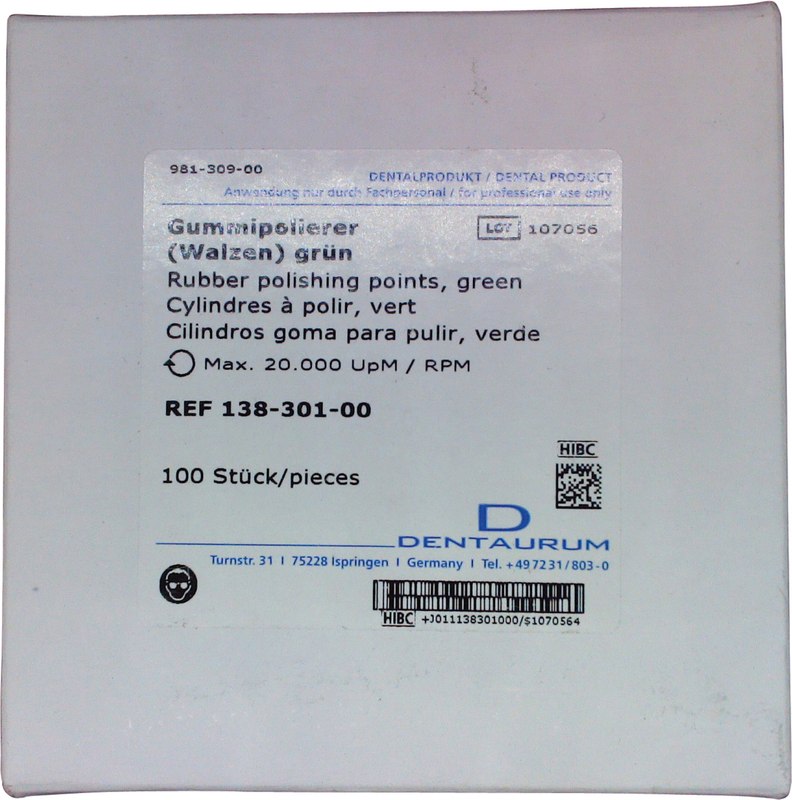 981-309-00
DENTALPRODUKT / DENTAL PRODUCT
Anwendung nur durch Fachpersonal / for professional use only
Gummipolierer
(Walzen) grün
LOT 107056
Rubber polishing points, green
Cylindres à polir, vert
Cilindros goma para pulir, verde
Max. 20.000 UpM / RPM
REF 138-301-00
HIBC
100 Stück/pieces
D
DENTAURUM
Turnstr. 31 I 75228 Ispringen I Germany I Tel. +497231/803-0
HIBC +J011138301000/$1070564